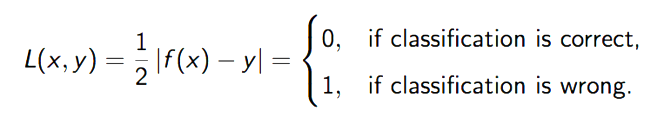 L(x, y) = 1/2 |f(x) − y| = { 0, if classification is correct,
1, if classification is wrong.